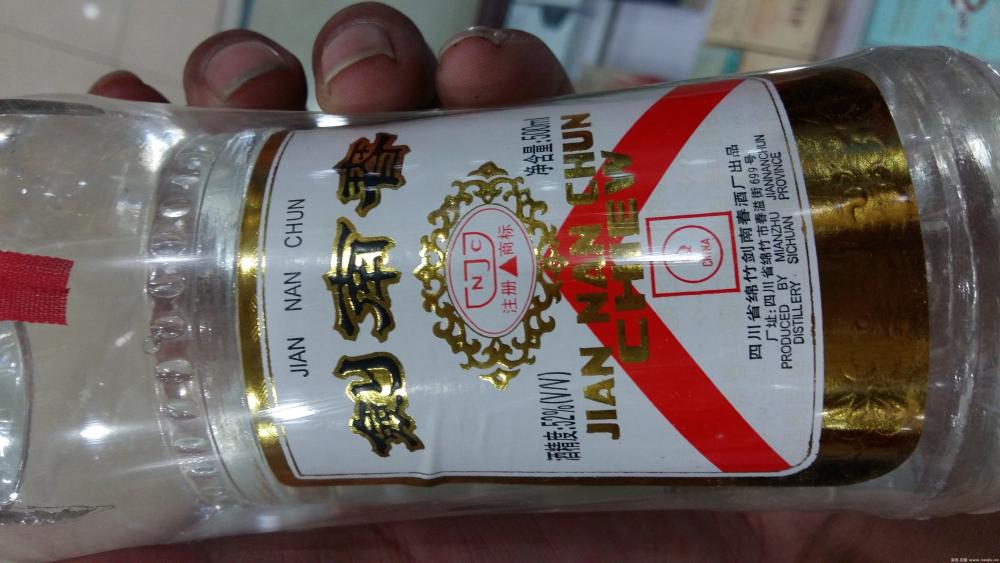 JIAN NAN CHUN
剑南春
NJC
注册▲商标
酒精度:52%(V/V)
净含量:500ml
JIAN NAN CHUN
CHIEW
CHINA
四川省绵竹剑南春酒厂出品
厂址:四川省绵竹市春溢街699号
PRODUCED BY MIANZHU JIANNANCHUN
DISTILLERY. SICHUAN PROVINCE